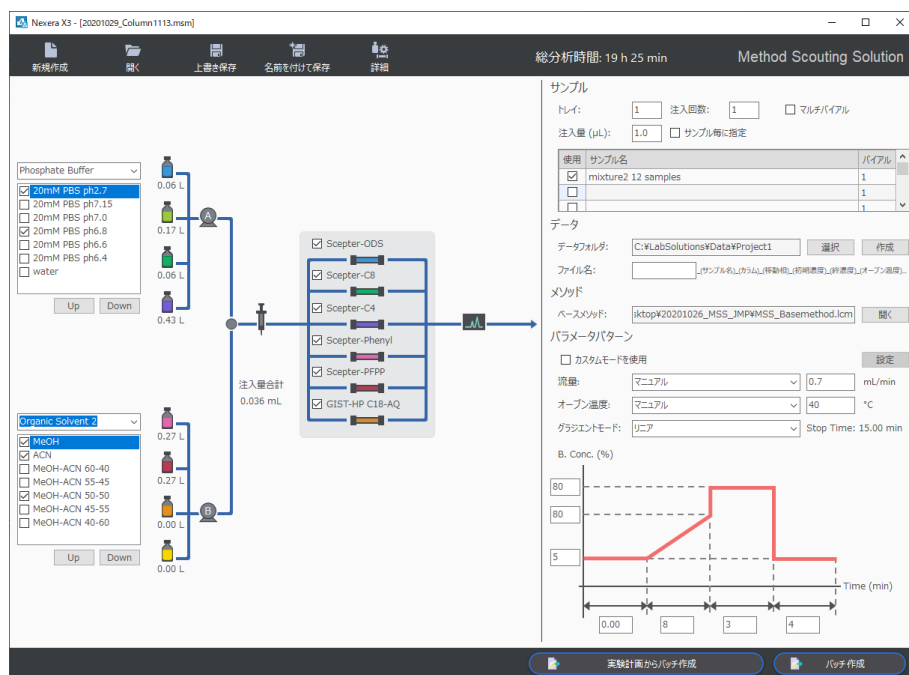 Nexera X3 - [20201029_Column1113.msm]
新規作成
開く
上書き保存
名前を付けて保存
詳細
総分析時間: 19 h 25 min
Method Scouting Solution
Phosphate Buffer
20mM PBS ph2.7
20mM PBS ph7.15
20mM PBS ph7.0
20mM PBS ph6.8
20mM PBS ph6.6
20mM PBS ph6.4
water
Up
Down
0.06 L
0.17 L
0.06 L
0.43 L
A
Organic Solvent 2
MeOH
ACN
MeOH-ACN 60-40
MeOH-ACN 55-45
MeOH-ACN 50-50
MeOH-ACN 45-55
MeOH-ACN 40-60
Up
Down
0.27 L
0.27 L
0.00 L
0.00 L
B
注入量合計
0.036 mL
Scepter-ODS
Scepter-C8
Scepter-C4
Scepter-Phenyl
Scepter-PFPP
GIST-HP C18-AQ
サンプル
トレイ: 1 注入回数: 1 マルチバイアル
注入量 (μL): 1.0 サンプル毎に指定
使用 サンプル名 バイアル
mixture2 12 samples 1
1
1
データ
データフォルダ: C:¥LabSolutions¥Data¥Project1 選択 作成
ファイル名: _(サンプル名)_(カラム)_(移動相)_(初期濃度)_(終濃度)_(オーブン温度)...
メソッド
ベースメソッド: ;ktop¥20201026_MSS_JMP¥MSS_Basemethod.lcm 開く
パラメータパターン
カスタムモードを使用 設定
流量: マニュアル 0.7 mL/min
オーブン温度: マニュアル 40 °C
グラジエントモード: リニア Stop Time: 15.00 min
B. Conc. (%)
80
80
5
Time (min)
0.00 8 3 4
実験計画からバッチ作成
バッチ作成